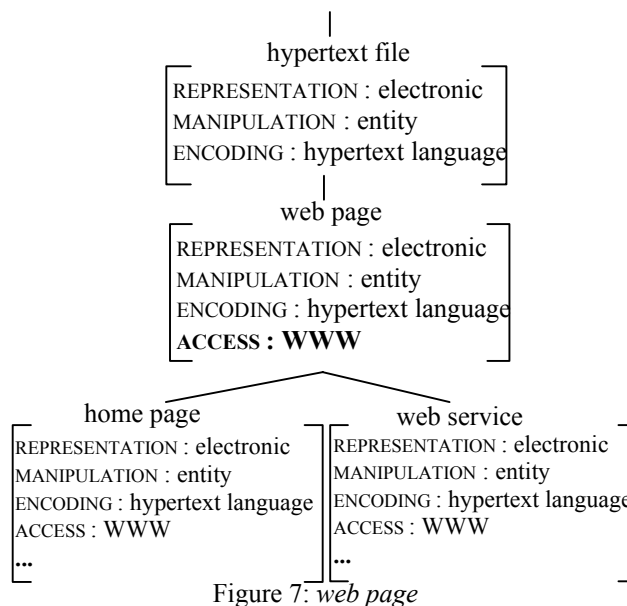 hypertext file
REPRESENTATION : electronic
MANIPULATION : entity
ENCODING : hypertext language
web page
REPRESENTATION : electronic
MANIPULATION : entity
ENCODING : hypertext language
ACCESS : WWW
home page
REPRESENTATION : electronic
MANIPULATION : entity
ENCODING : hypertext language
ACCESS : WWW
...
web service
REPRESENTATION : electronic
MANIPULATION : entity
ENCODING : hypertext language
ACCESS : WWW
...
Figure 7: web page